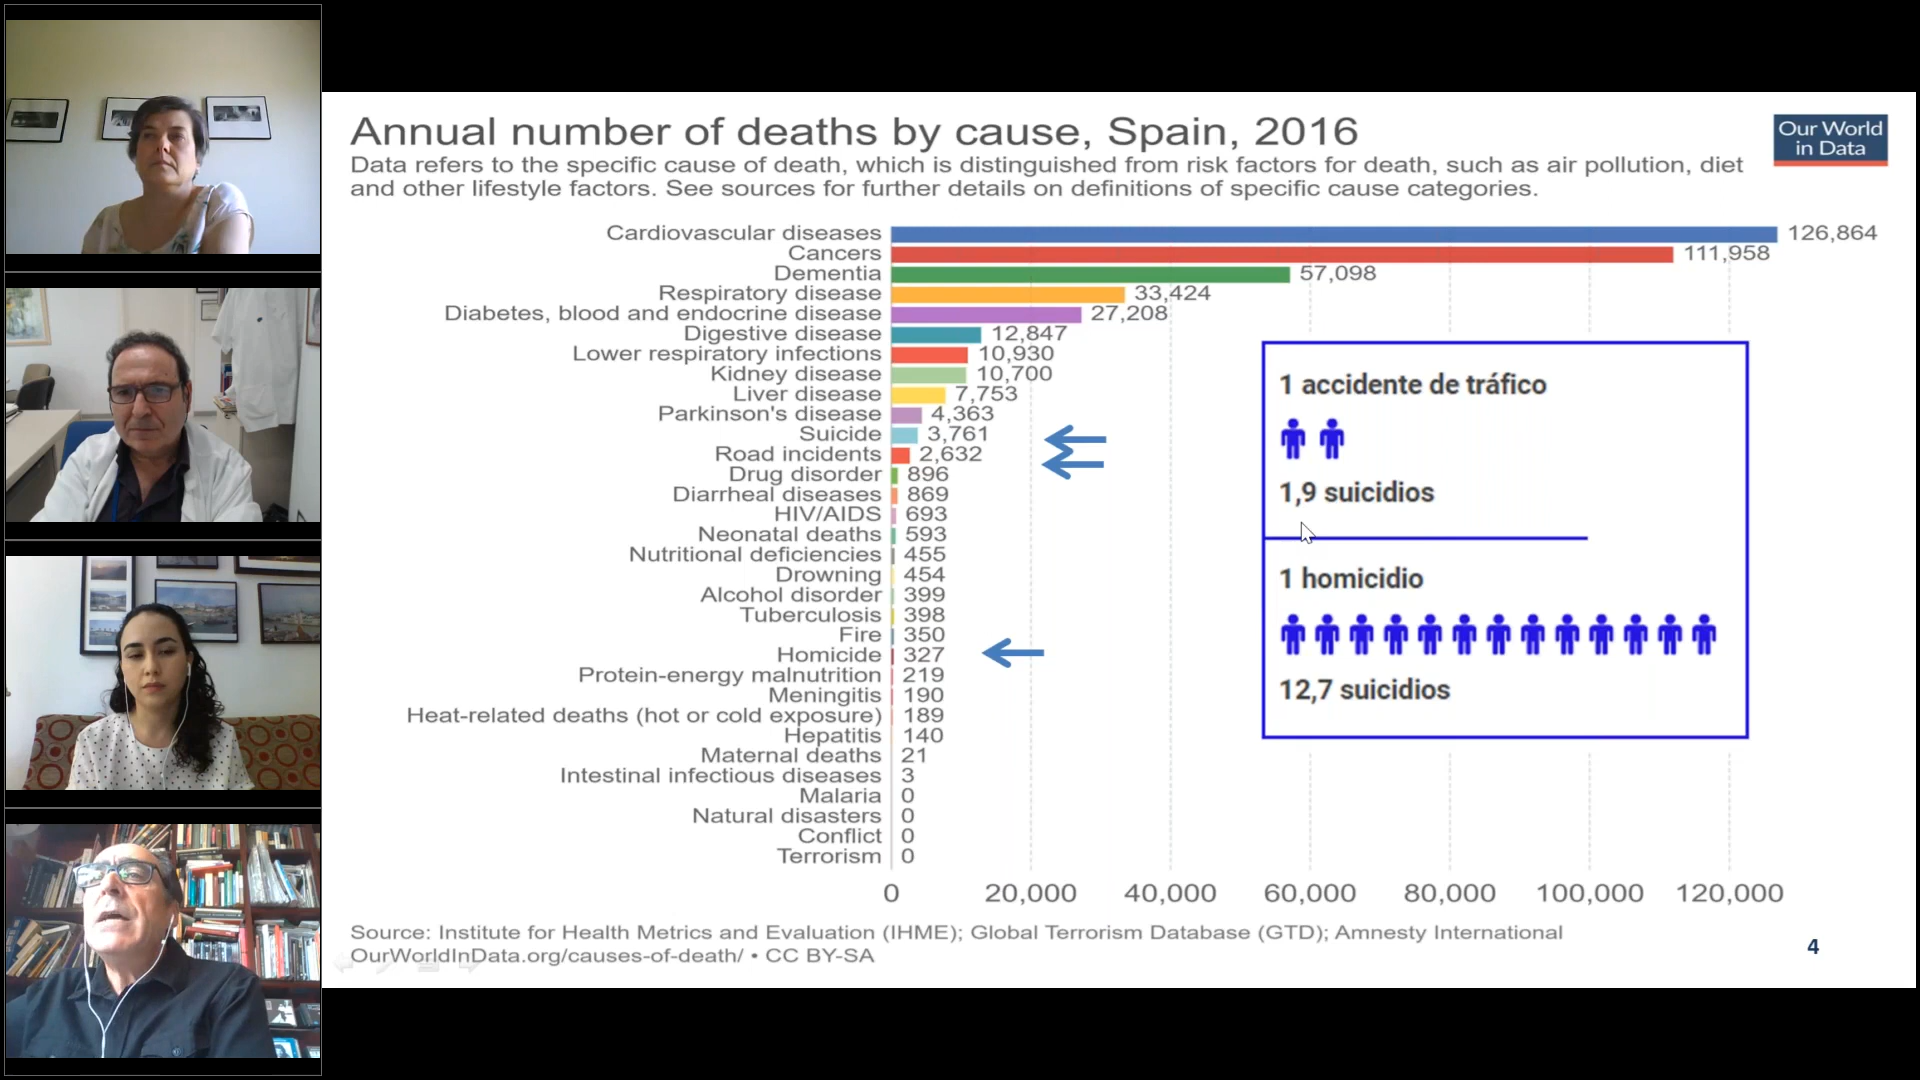 Annual number of deaths by cause, Spain, 2016
Our World
in Data
Data refers to the specific cause of death, which is distinguished from risk factors for death, such as air pollution, diet
and other lifestyle factors. See sources for further details on definitions of specific cause categories.
Cardiovascular diseases 126,864
Cancers 111,958
Dementia 57,098
Respiratory disease 33,424
Diabetes, blood and endocrine disease 27,208
Digestive disease 12,847
Lower respiratory infections 10,930
Kidney disease 10,700
Liver disease 7,753
Parkinson's disease 4,363
Suicide 3,761
Road incidents 2,632
Drug disorder 896
Diarrheal diseases 869
HIV/AIDS 693
Neonatal deaths 593
Nutritional deficiencies 455
Drowning 454
Alcohol disorder 399
Tuberculosis 398
Fire 350
Homicide 327
Protein-energy malnutrition 219
Meningitis 190
Heat-related deaths (hot or cold exposure) 189
Hepatitis 140
Maternal deaths 21
Intestinal infectious diseases 3
Malaria 0
Natural disasters 0
Conflict 0
Terrorism 0
0 20,000 40,000 60,000 80,000 100,000 120,000
1 accidente de tráfico
1,9 suicidios
1 homicidio
12,7 suicidios
Source: Institute for Health Metrics and Evaluation (IHME); Global Terrorism Database (GTD); Amnesty International
OurWorldInData.org/causes-of-death/ • CC BY-SA
4